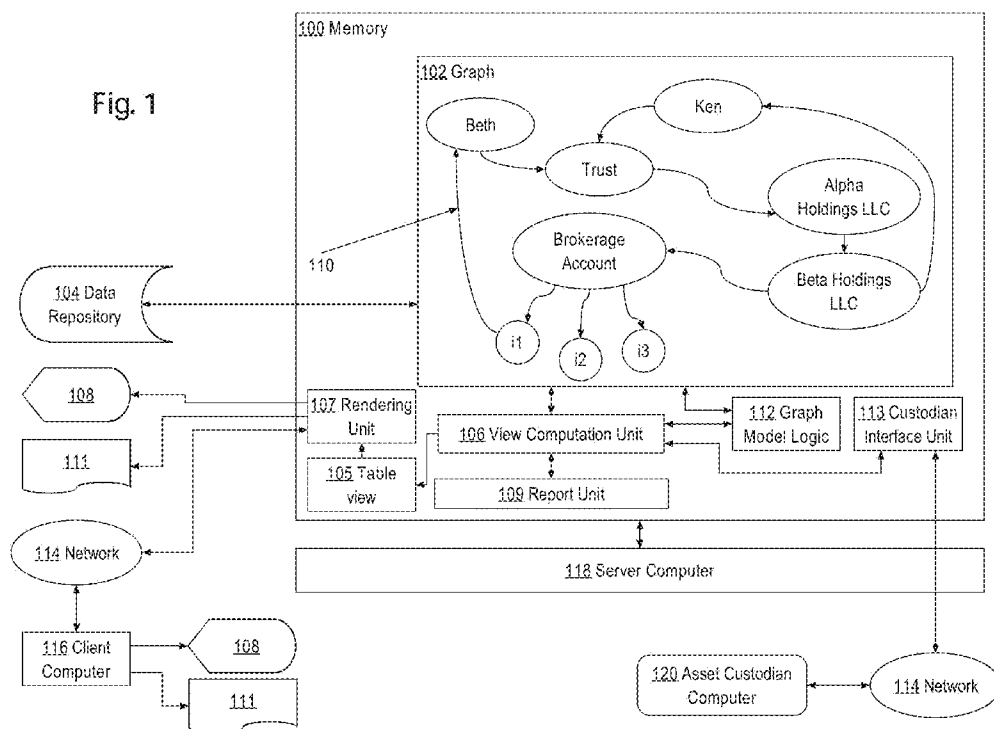 100 Memory
102 Graph
Fig. 1
Beth
Ken
Trust
Alpha
Holdings LLC
Brokerage
Account
Beta Holdings
LLC
110
104 Data
Repository
i1
i2
i3
108
107 Rendering
Unit
112 Graph
Model Logic
113 Custodian
Interface Unit
106 View Computation Unit
111
105 Table
view
109 Report Unit
114 Network
118 Server Computer
116 Client
Computer
108
111
120 Asset Custodian
Computer
114 Network